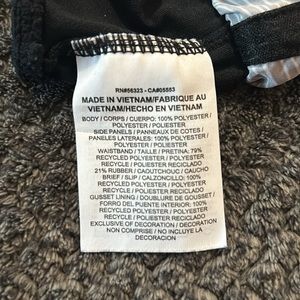 RN#56323 - CA#05553
MADE IN VIETNAM/FABRIQUE AU
VIETNAM/HECHO EN VIETNAM
BODY / CORPS / CUERPO: 100% POLYESTER
/ POLYESTER / POLIESTER
SIDE PANELS / PANNEAUX DE COTES /
PANELES LATERALES: 100% POLYESTER
/ POLYESTER / POLIESTER
WAISTBAND / TAILLE / PRETINA: 79%
RECYCLED POLYESTER / POLYESTER
RECYCLE / POLIESTER RECICLADO
21% RUBBER / CAOUTCHOUC / CAUCHO
BRIEF / SLIP / CALZONCILLO: 100%
RECYCLED POLYESTER / POLYESTER
RECYCLE / POLIESTER RECICLADO
GUSSET LINING / DOUBLURE DE GOUSSET /
FORRO DEL FUELLE INTERIOR: 100%
RECYCLED POLYESTER / POLYESTER
RECYCLE / POLIESTER RECICLADO
EXCLUSIVE OF DECORATION / DECORATION
NON COMPRISE / NO INCLUYE LA
DECORACION